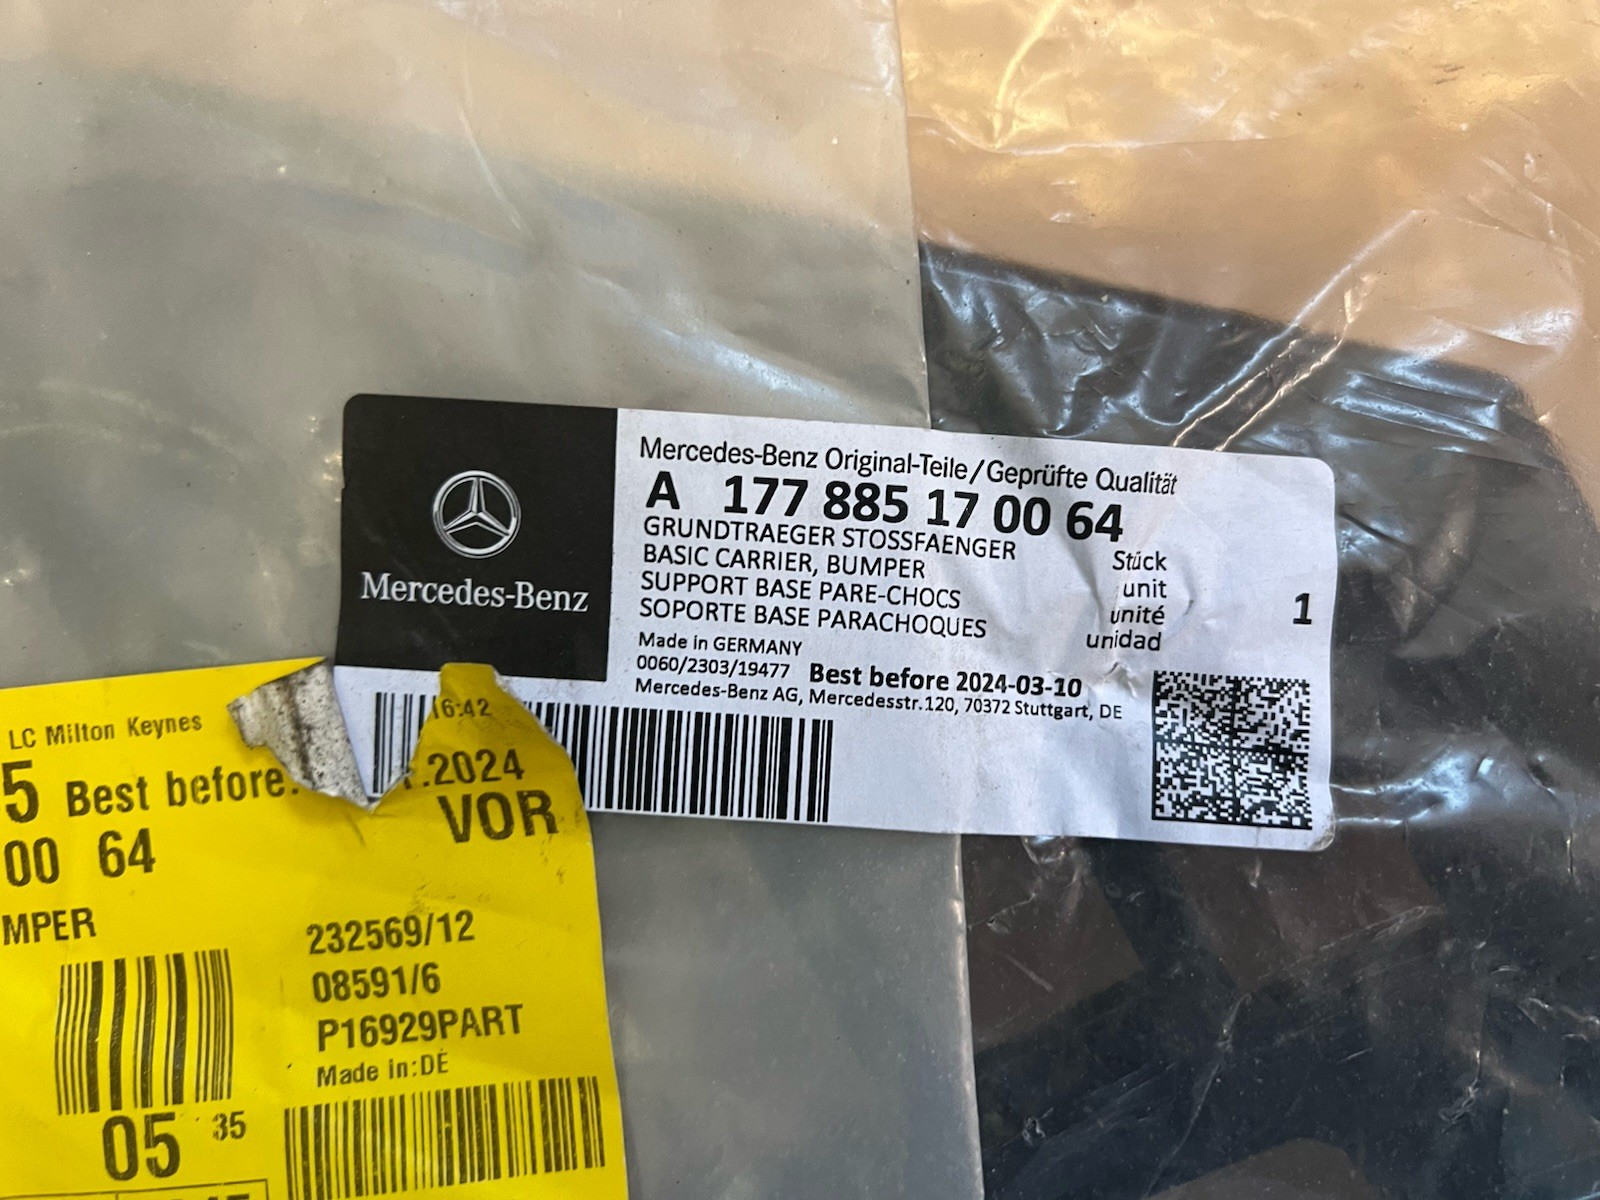 Mercedes-Benz
Mercedes-Benz Original-Teile/Geprüfte Qualität
A 177 885 17 00 64
GRUNDTRAEGER STOSSFAENGER
BASIC CARRIER, BUMPER
SUPPORT BASE PARE-CHOCS
SOPORTE BASE PARACHOQUES
Stück
unit
unité
unidad
1
Made in GERMANY
0060/2303/19477 Best before 2024-03-10
Mercedes-Benz AG, Mercedesstr.120, 70372 Stuttgart, DE
LC Milton Keynes
16:42
5 Best before:
.2024
00 64
VOR
MPER
232569/12
08591/6
P16929PART
Made in:DE
05 35